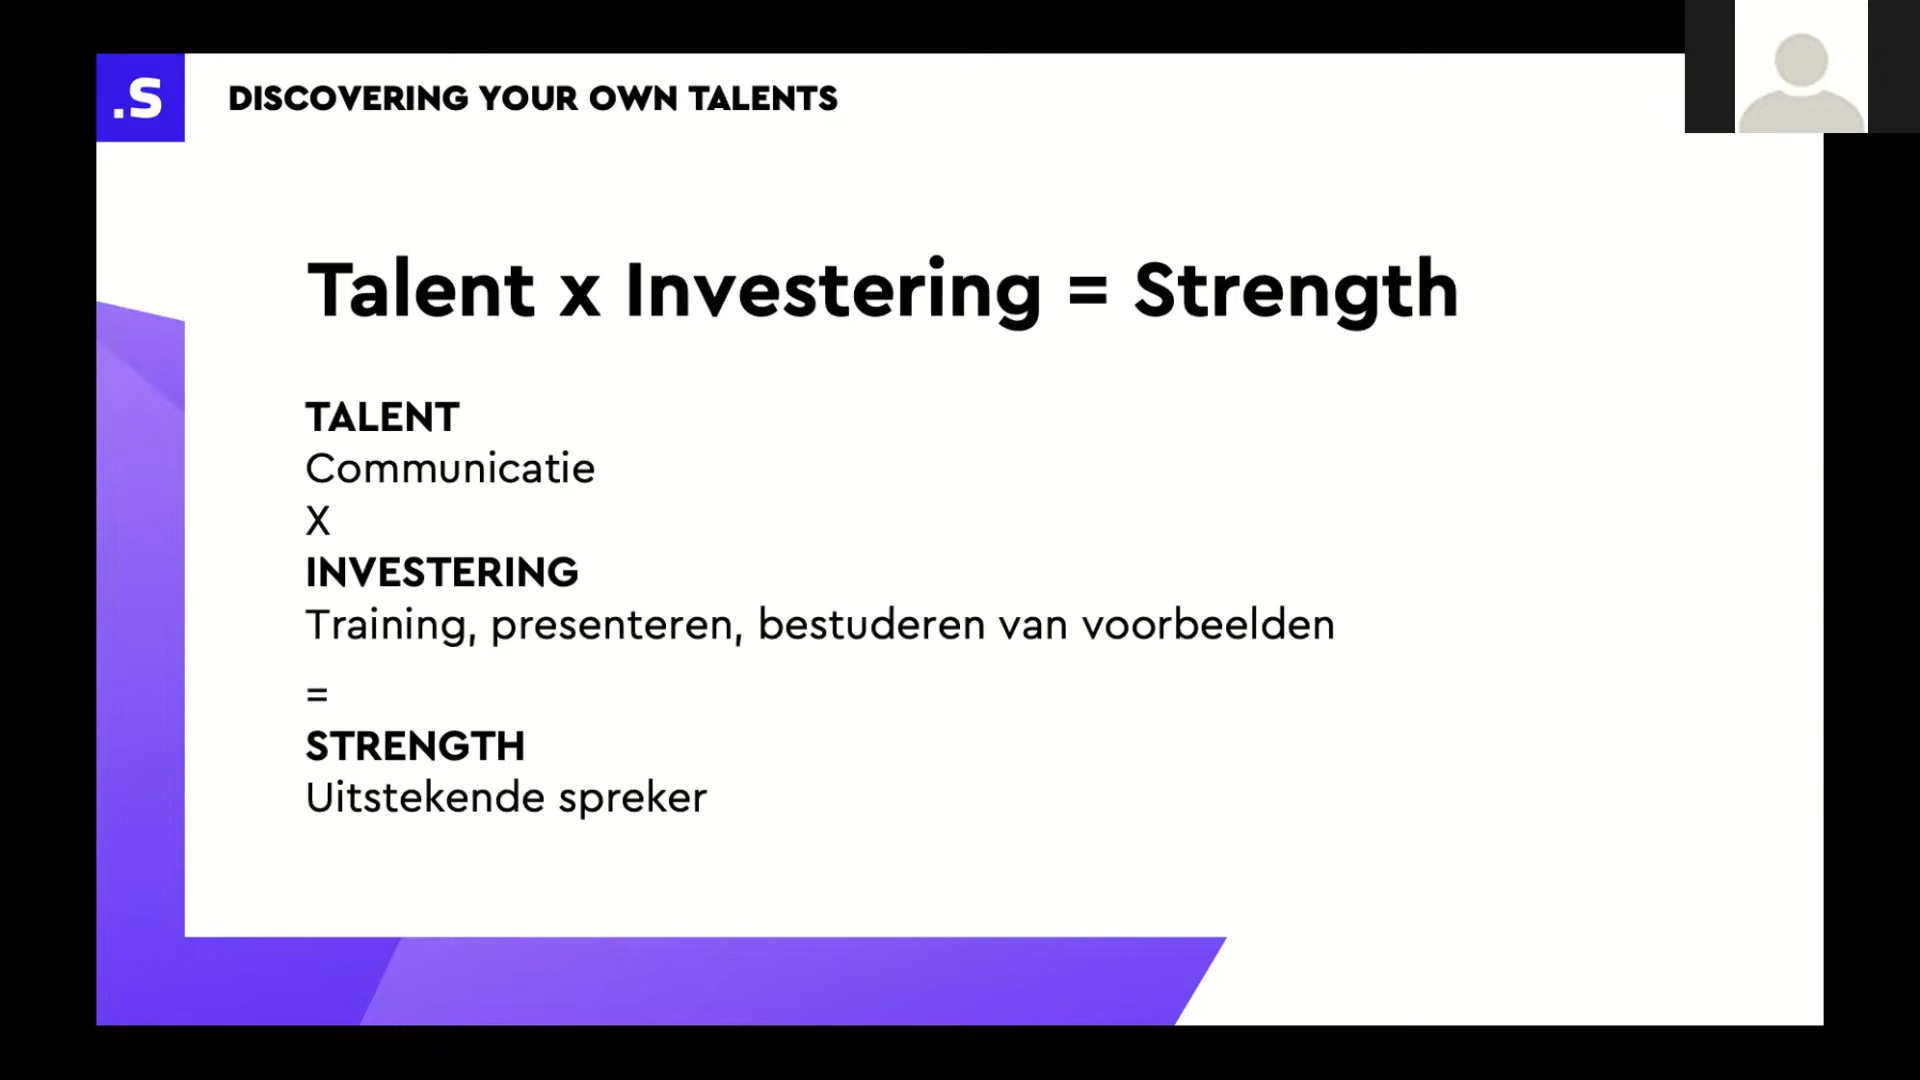 .S
DISCOVERING YOUR OWN TALENTS
Talent x Investering = Strength
TALENT
Communicatie
X
INVESTERING
Training, presenteren, bestuderen van voorbeelden
=
STRENGTH
Uitstekende spreker